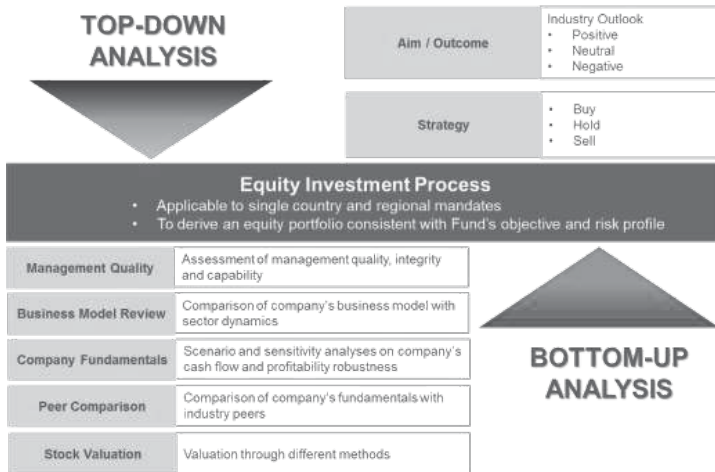 TOP-DOWN
ANALYSIS
Aim / Outcome
Industry Outlook
• Positive
• Neutral
• Negative
Strategy
• Buy
• Hold
• Sell
Equity Investment Process
• Applicable to single country and regional mandates
• To derive an equity portfolio consistent with Fund's objective and risk profile
Management Quality
Assessment of management quality, integrity
and capability
Business Model Review
Comparison of company's business model with
sector dynamics
Company Fundamentals
Scenario and sensitivity analyses on company's
cash flow and profitability robustness
Peer Comparison
Comparison of company's fundamentals with
industry peers
Stock Valuation
Valuation through different methods
BOTTOM-UP
ANALYSIS